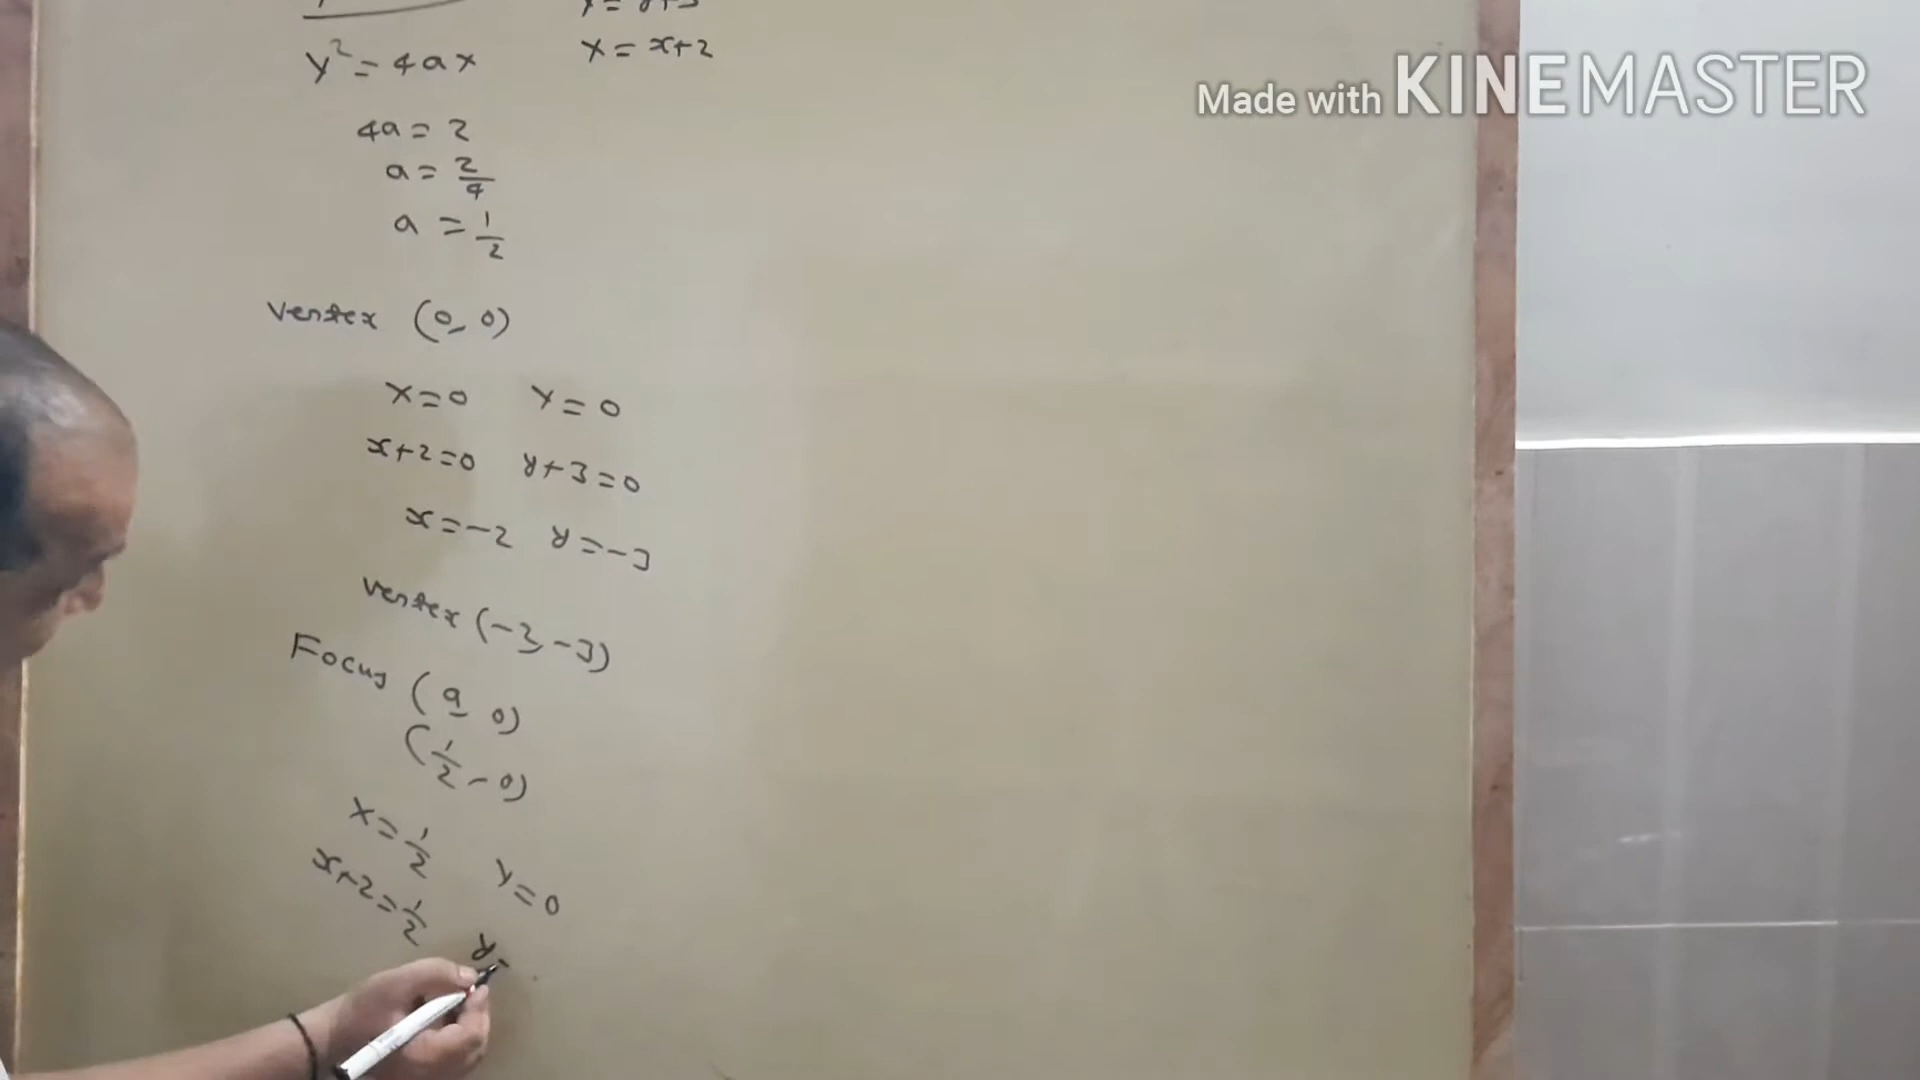 Y = y+3
Y² = 4ax
X = x+2
Made with KINEMASTER
4a = 2
a = 2/4
a = 1/2
Vertex (0, 0)
X = 0 Y = 0
x+2=0 y+3=0
x=-2 y=-3
Vertex (-2, -3)
Focus (a, 0)
(1/2, 0)
X = 1/2 Y = 0
x+2 = 1/2 y